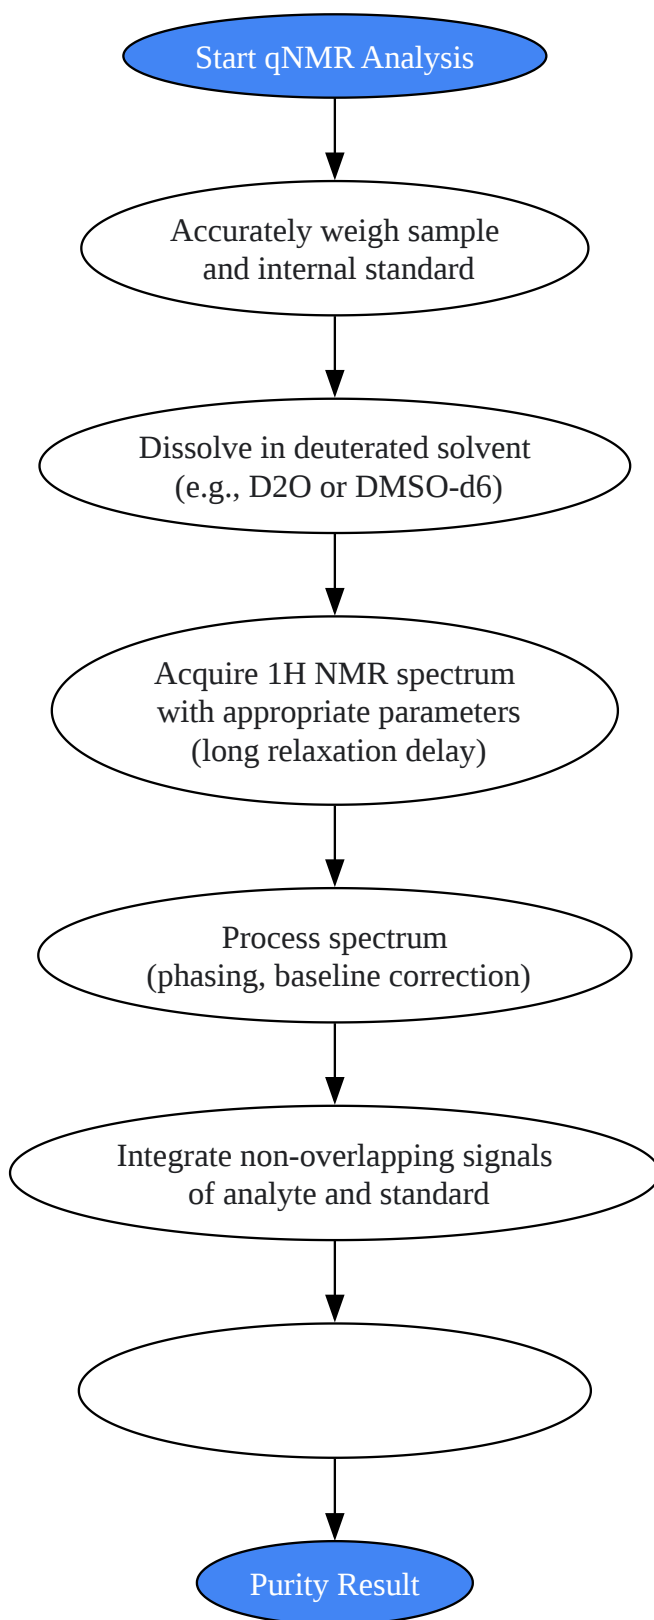 Start qNMR Analysis
Accurately weigh sample
and internal standard
Dissolve in deuterated solvent
(e.g., D2O or DMSO-d6)
Acquire 1H NMR spectrum
with appropriate parameters
(long relaxation delay)
Process spectrum
(phasing, baseline correction)
Integrate non-overlapping signals
of analyte and standard
Purity Result